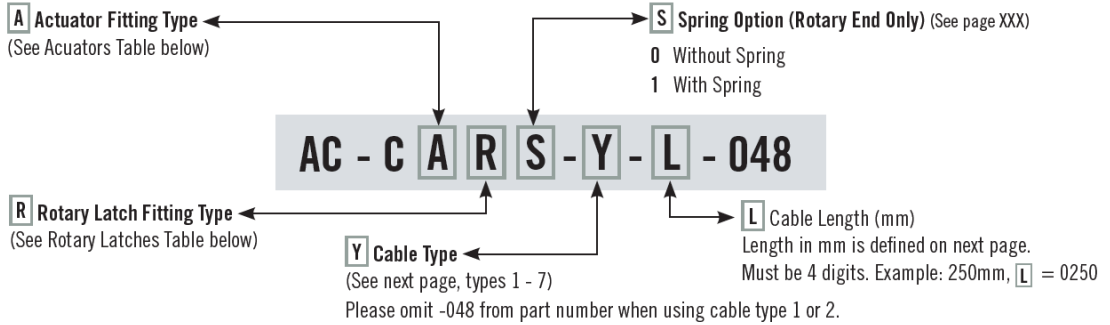 A Actuator Fitting Type
(See Acuators Table below)
S Spring Option (Rotary End Only) (See page XXX)
0 Without Spring
1 With Spring
AC - C A R S - Y - L - 048
R Rotary Latch Fitting Type
(See Rotary Latches Table below)
Y Cable Type
(See next page, types 1 - 7)
Please omit -048 from part number when using cable type 1 or 2.
L Cable Length (mm)
Length in mm is defined on next page.
Must be 4 digits. Example: 250mm, L = 0250